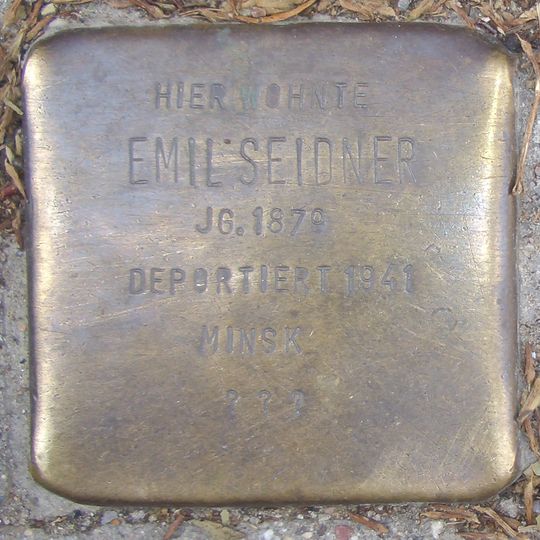 HIER WOHNTE
EMIL SEIDNER
JG. 1879
DEPORTIERT 1941
MINSK
? ? ?